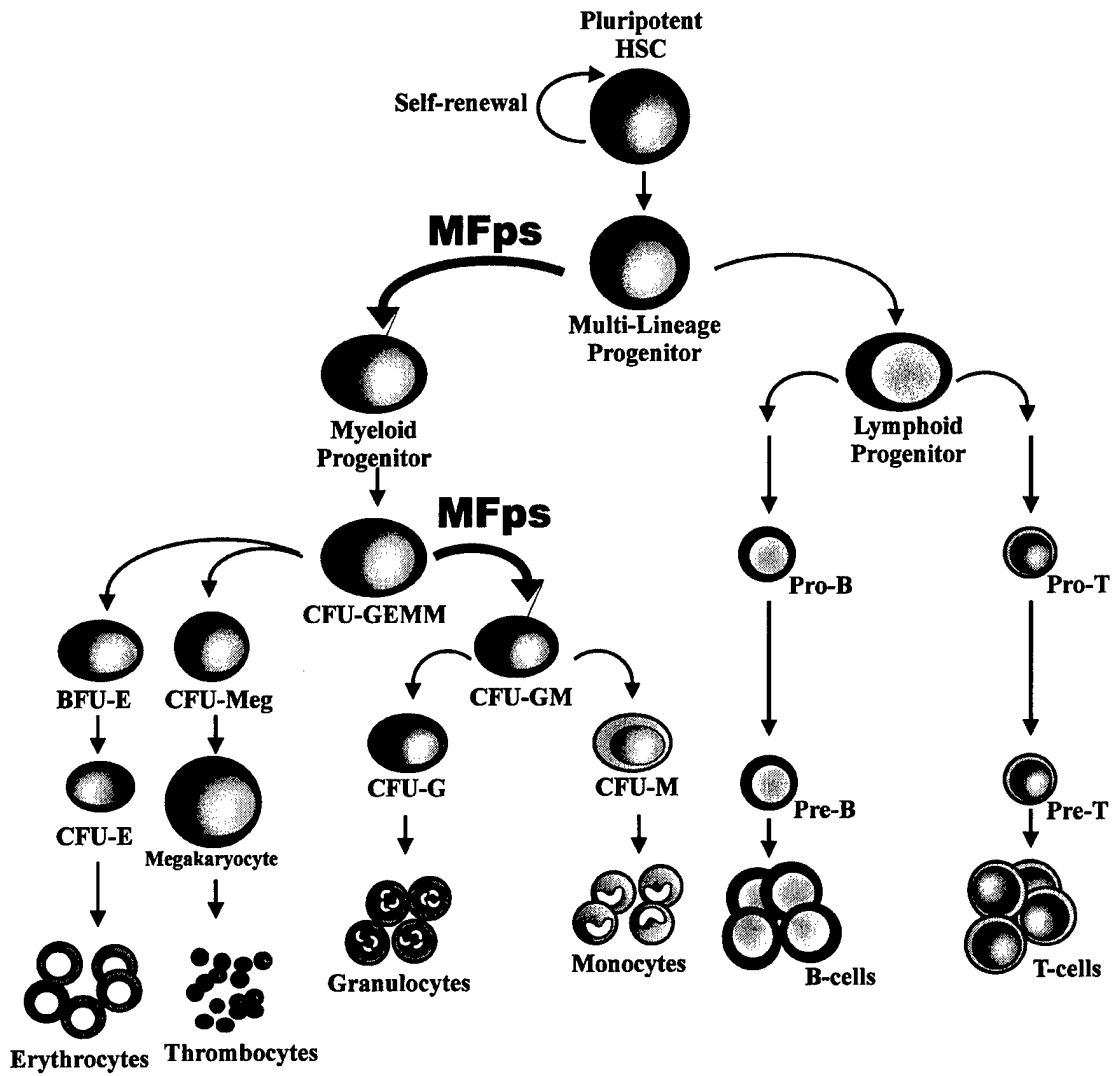 Pluripotent
HSC
Self-renewal
MFps
Multi-Lineage
Progenitor
Myeloid
Progenitor
Lymphoid
Progenitor
MFps
CFU-GEMM
Pro-B
Pro-T
BFU-E
CFU-Meg
CFU-GM
CFU-G
CFU-M
Pre-B
Pre-T
CFU-E
Megakaryocyte
Granulocytes
Monocytes
B-cells
T-cells
Erythrocytes
Thrombocytes